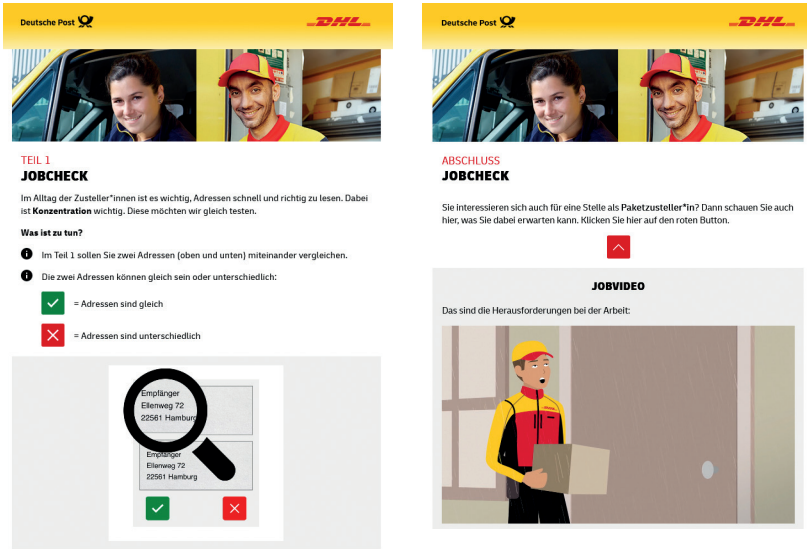 Deutsche Post
DHL
TEIL 1
JOBCHECK
Im Alltag der Zusteller*innen ist es wichtig, Adressen schnell und richtig zu lesen. Dabei
ist Konzentration wichtig. Diese möchten wir gleich testen.
Was ist zu tun?
Im Teil 1 sollen Sie zwei Adressen (oben und unten) miteinander vergleichen.
Die zwei Adressen können gleich sein oder unterschiedlich:
= Adressen sind gleich
= Adressen sind unterschiedlich
Empfänger
Ellenweg 72
22561 Hamburg
Empfänger
Ellenweg 72
22561 Hamburg
Deutsche Post
DHL
ABSCHLUSS
JOBCHECK
Sie interessieren sich auch für eine Stelle als Paketzusteller*in? Dann schauen Sie auch
hier, was Sie dabei erwarten kann. Klicken Sie hier auf den roten Button.
JOBVIDEO
Das sind die Herausforderungen bei der Arbeit: